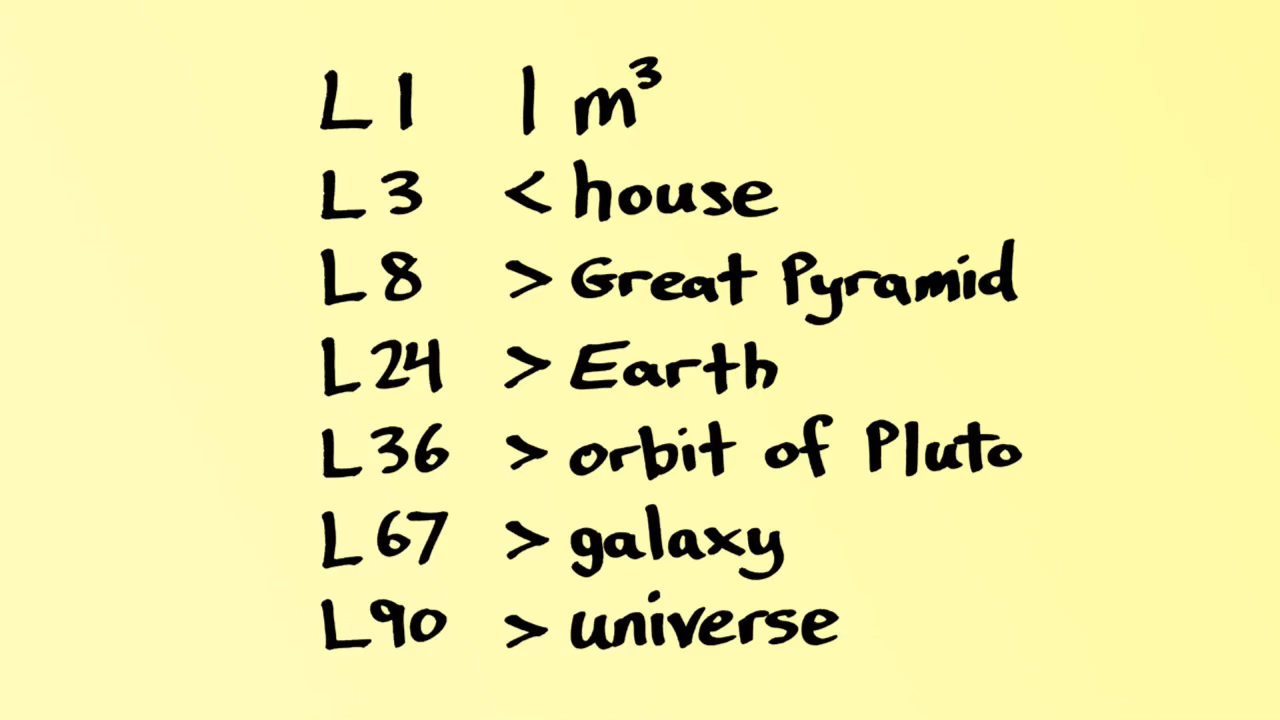 L1 1 m³
L3 < house
L8 > Great Pyramid
L24 > Earth
L36 > orbit of Pluto
L67 > galaxy
L90 > universe